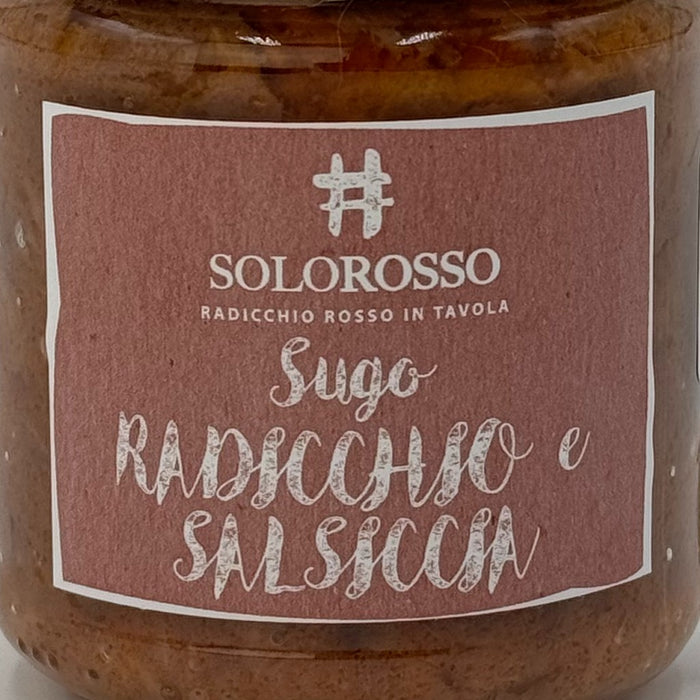 #
SOLOROSSO
RADICCHIO ROSSO IN TAVOLA
Sugo
RADICCHIO e
SALSICCIA